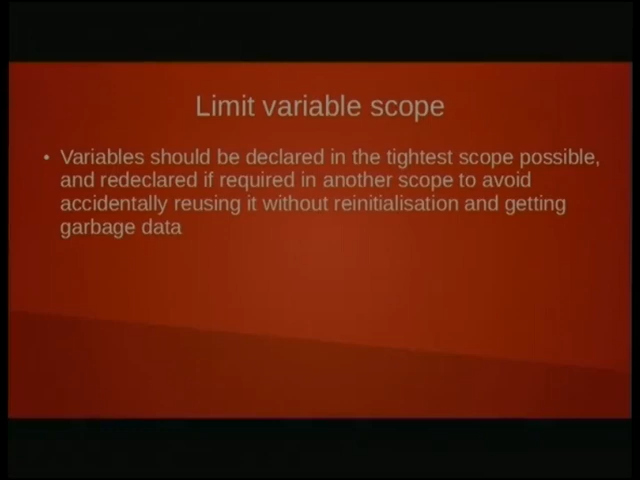 Limit variable scope
• Variables should be declared in the tightest scope possible,
and redeclared if required in another scope to avoid
accidentally reusing it without reinitialisation and getting
garbage data